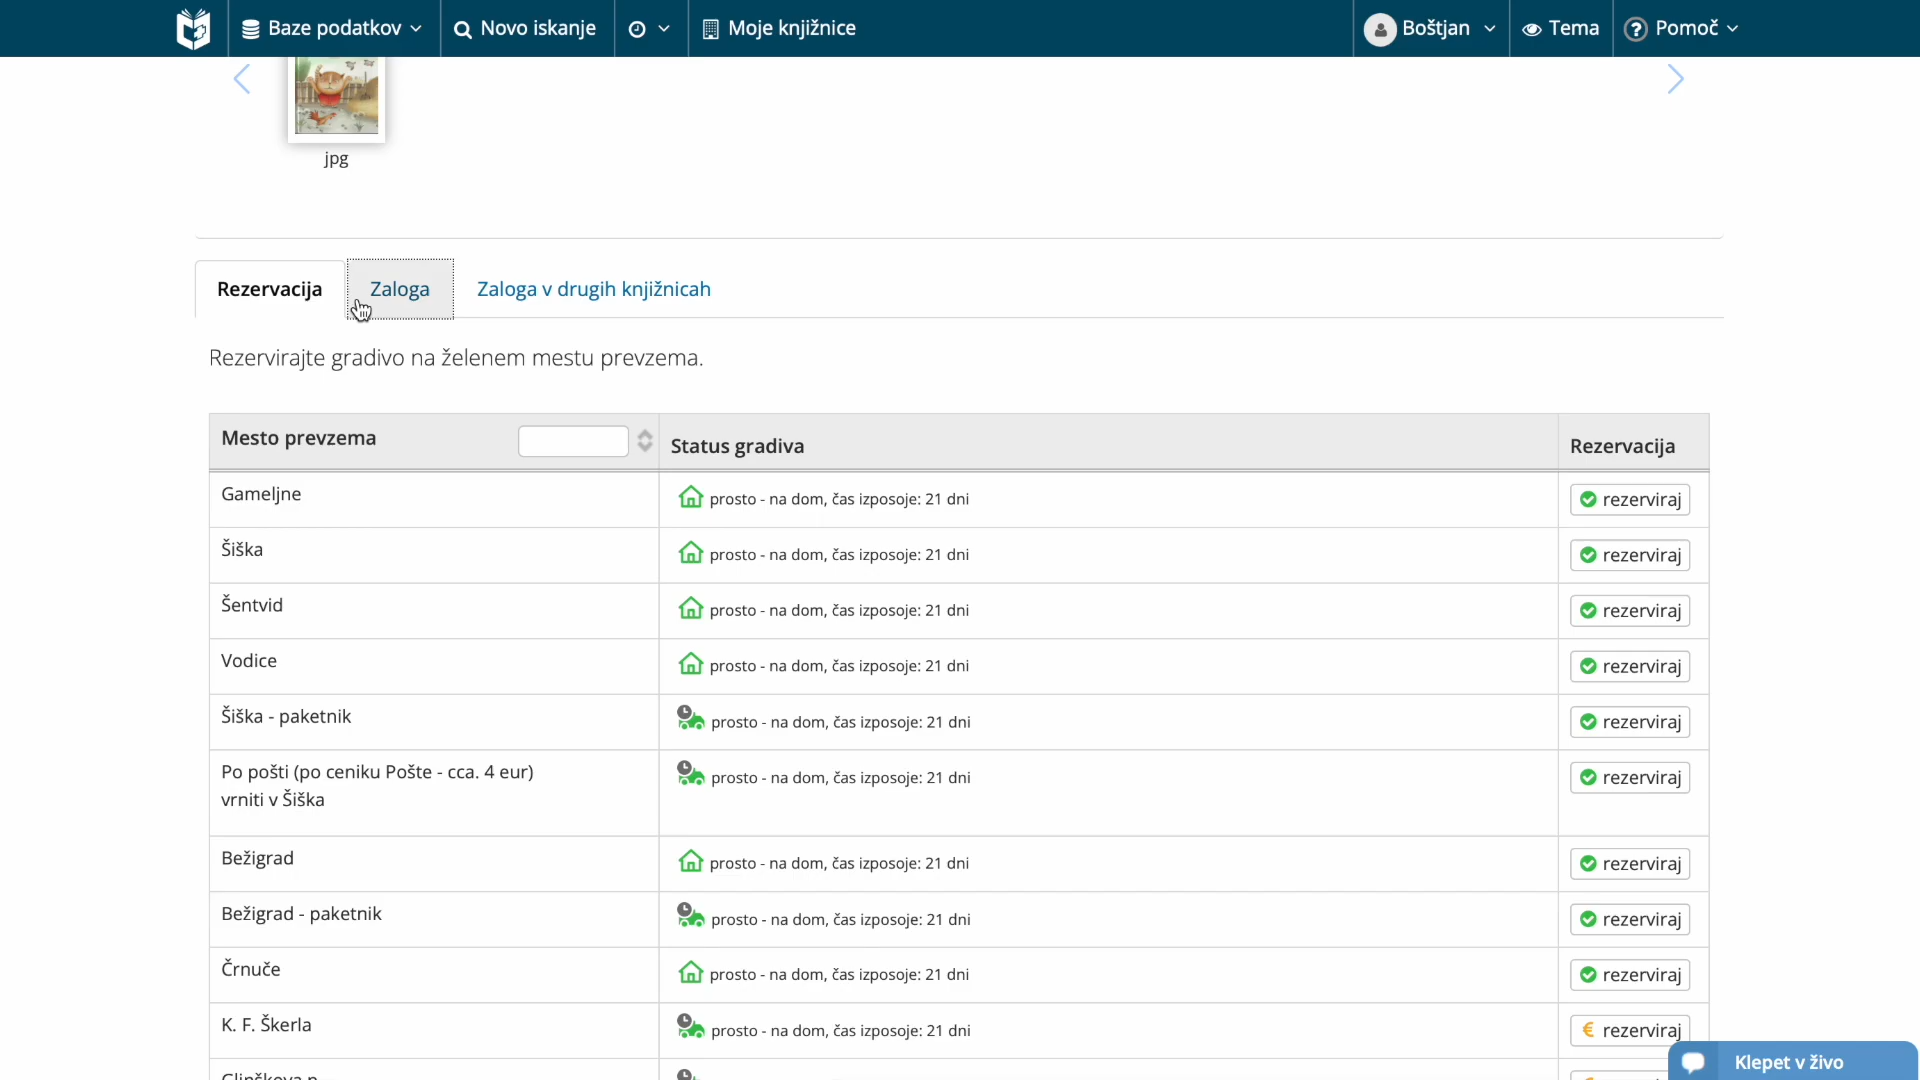 Baze podatkov Novo iskanje Moje knjižnice Boštjan Tema Pomoč
jpg
Rezervacija Zaloga Zaloga v drugih knjižnicah
Rezervirajte gradivo na želenem mestu prevzema.
Mesto prevzema Status gradiva Rezervacija
Gameljne prosto - na dom, čas izposoje: 21 dni rezerviraj
Šiška prosto - na dom, čas izposoje: 21 dni rezerviraj
Šentvid prosto - na dom, čas izposoje: 21 dni rezerviraj
Vodice prosto - na dom, čas izposoje: 21 dni rezerviraj
Šiška - paketnik prosto - na dom, čas izposoje: 21 dni rezerviraj
Po pošti (po ceniku Pošte - cca. 4 eur) prosto - na dom, čas izposoje: 21 dni rezerviraj
vrniti v Šiška
Bežigrad prosto - na dom, čas izposoje: 21 dni rezerviraj
Bežigrad - paketnik prosto - na dom, čas izposoje: 21 dni rezerviraj
Črnuče prosto - na dom, čas izposoje: 21 dni rezerviraj
K. F. Škerla prosto - na dom, čas izposoje: 21 dni € rezerviraj
Klepet v živo